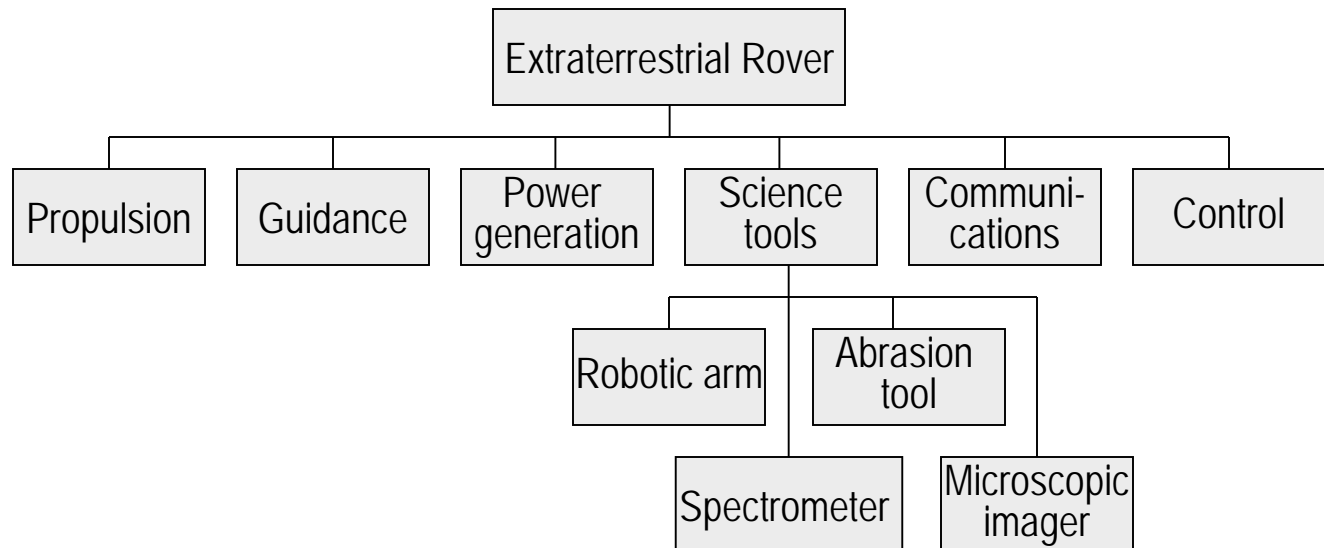 Extraterrestrial Rover
Propulsion
Guidance
Power
generation
Science
tools
Communi-
cations
Control
Robotic arm
Abrasion
tool
Spectrometer
Microscopic
imager